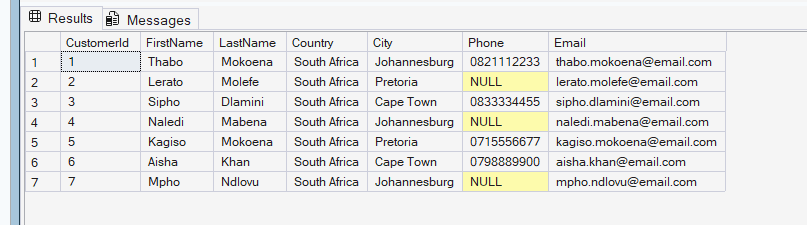 Results Messages
CustomerId FirstName LastName Country City Phone Email
1 1 Thabo Mokoena South Africa Johannesburg 0821112233 thabo.mokoena@email.com
2 2 Lerato Molefe South Africa Pretoria NULL lerato.molefe@email.com
3 3 Sipho Dlamini South Africa Cape Town 0833334455 sipho.dlamini@email.com
4 4 Naledi Mabena South Africa Johannesburg NULL naledi.mabena@email.com
5 5 Kagiso Mokoena South Africa Pretoria 0715556677 kagiso.mokoena@email.com
6 6 Aisha Khan South Africa Cape Town 0798889900 aisha.khan@email.com
7 7 Mpho Ndlovu South Africa Johannesburg NULL mpho.ndlovu@email.com